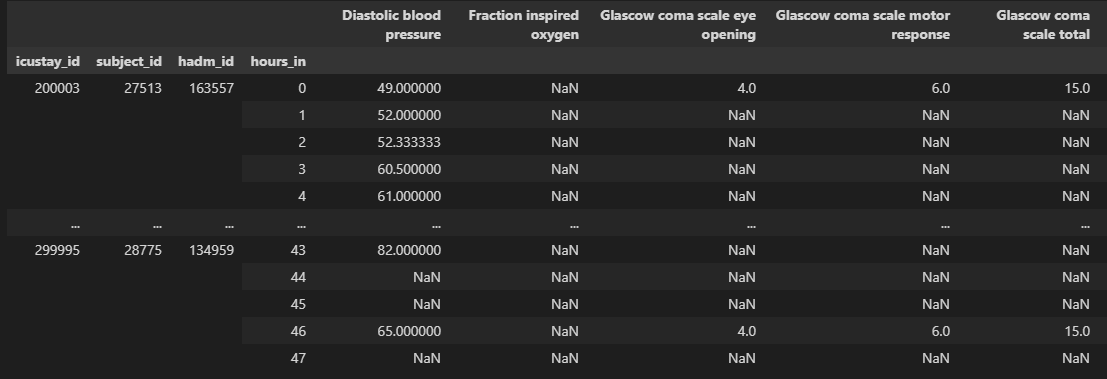 Diastolic blood pressure Fraction inspired oxygen Glascow coma scale eye opening Glascow coma scale motor response Glascow coma scale total
icustay_id subject_id hadm_id hours_in
200003 27513 163557 0 49.000000 NaN 4.0 6.0 15.0
1 52.000000 NaN NaN NaN NaN
2 52.333333 NaN NaN NaN NaN
3 60.500000 NaN NaN NaN NaN
4 61.000000 NaN NaN NaN NaN
... ... ... ... ... ... ... ... ...
299995 28775 134959 43 82.000000 NaN NaN NaN NaN
44 NaN NaN NaN NaN NaN
45 NaN NaN NaN NaN NaN
46 65.000000 NaN 4.0 6.0 15.0
47 NaN NaN NaN NaN NaN